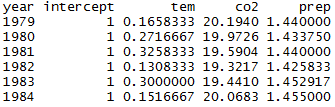 year intercept tem co2 prep
1979 1 0.1658333 20.1940 1.440000
1980 1 0.2716667 19.9726 1.433750
1981 1 0.3258333 19.5904 1.440000
1982 1 0.1308333 19.3217 1.425833
1983 1 0.3000000 19.4410 1.452917
1984 1 0.1516667 20.0683 1.455000